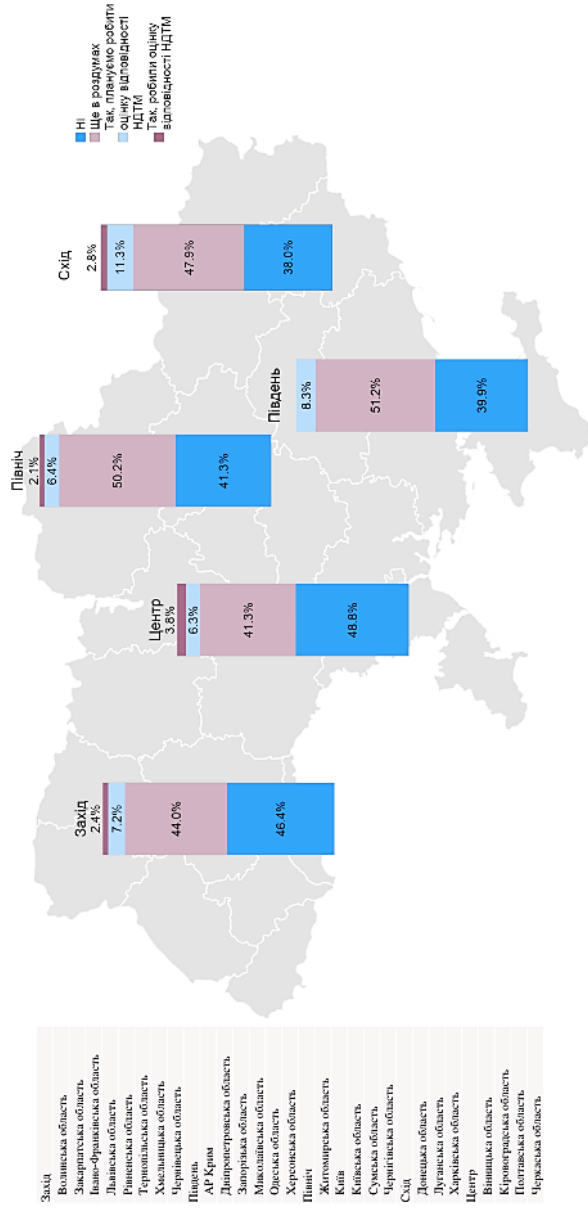 Захід
Волинська область
Закарпатська область
Івано-Франківська область
Львівська область
Рівненська область
Тернопільська область
Хмельницька область
Чернівецька область
Південь
АР Крим
Дніпропетровська область
Запорізька область
Миколаївська область
Одеська область
Херсонська область
Північ
Житомирська область
Київ
Київська область
Сумська область
Чернігівська область
Схід
Донецька область
Луганська область
Харківська область
Центр
Вінницька область
Кіровоградська область
Полтавська область
Черкаська область
Захід
2.4%
7.2%
44.0%
46.4%
Центр
3.8%
6.3%
41.3%
48.8%
Північ
2.1%
6.4%
50.2%
41.3%
Південь
8.3%
51.2%
39.9%
Схід
2.8%
11.3%
47.9%
38.0%
Ні
Ще в роздумах
Так, плануємо робити
оцінку відповідності
НДТМ
Так, робили оцінку
відповідності НДТМ